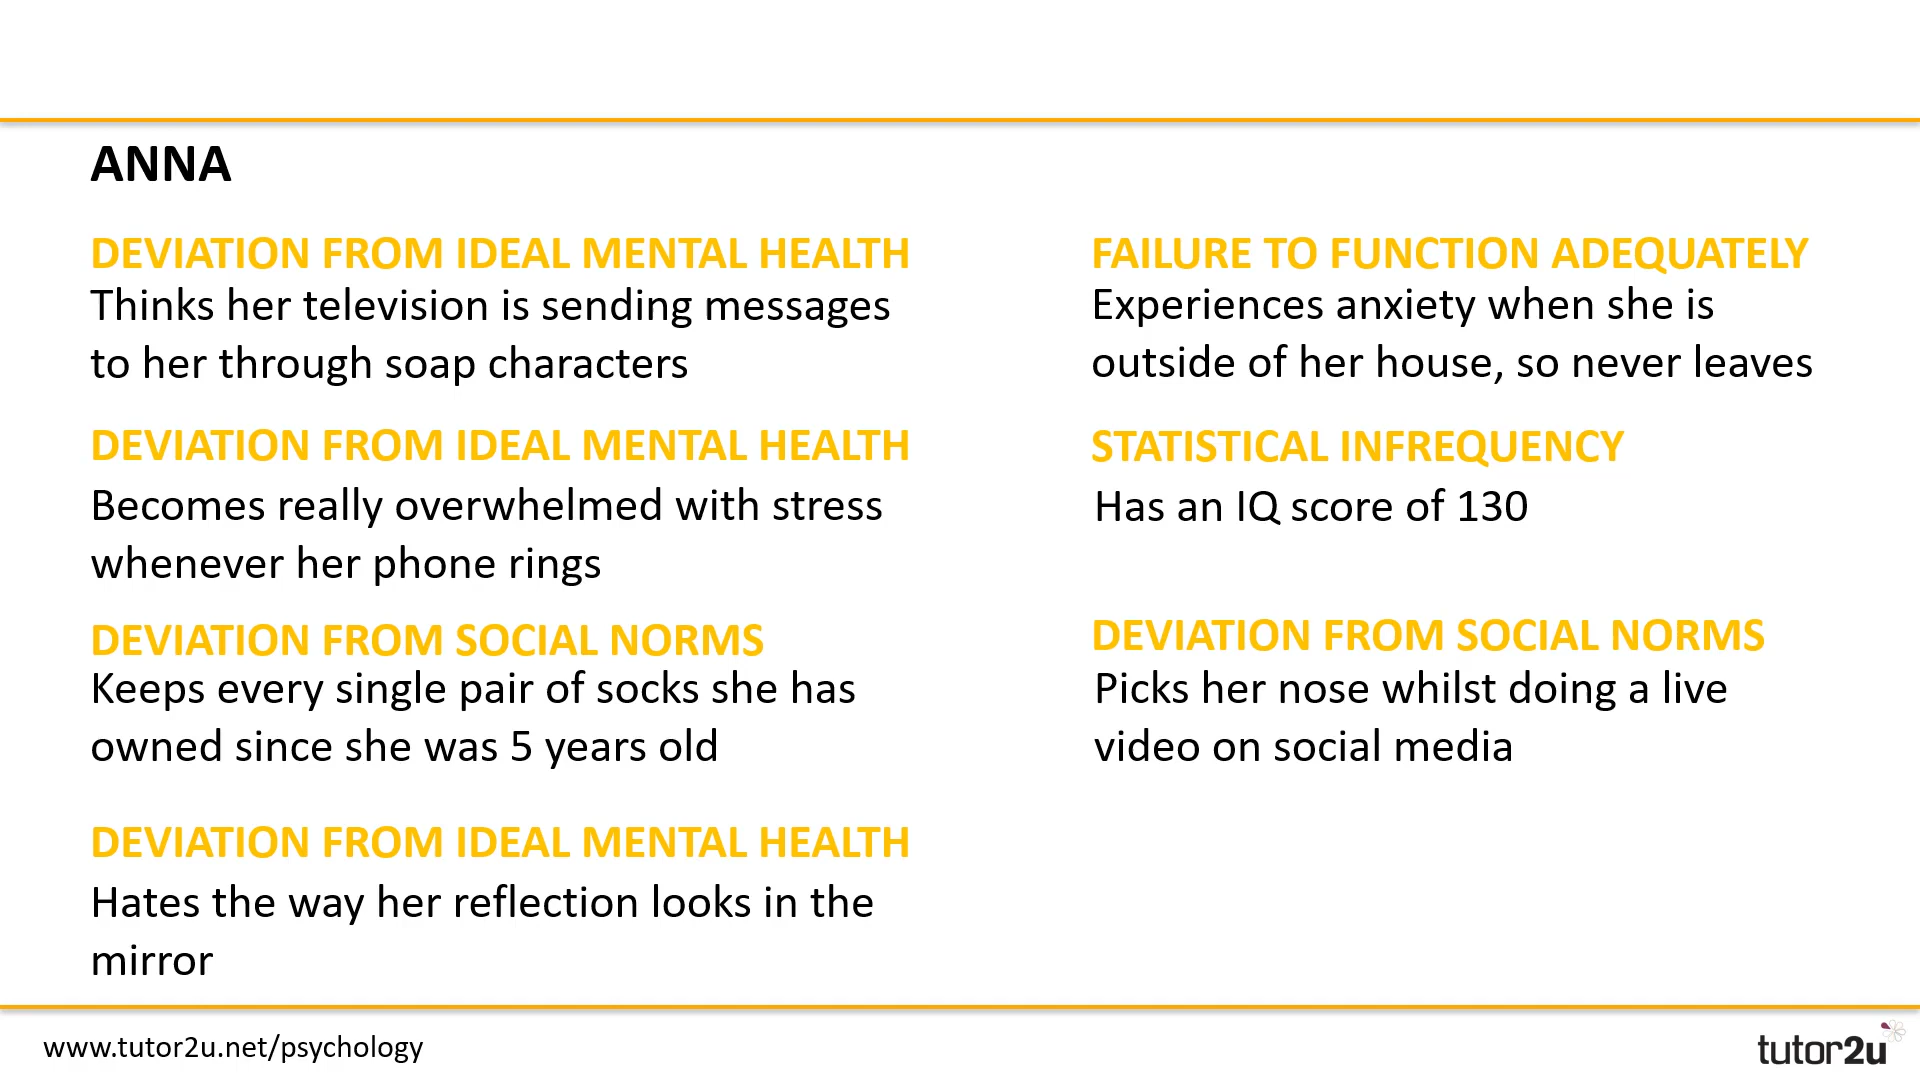 ANNA
DEVIATION FROM IDEAL MENTAL HEALTH
Thinks her television is sending messages
to her through soap characters
DEVIATION FROM IDEAL MENTAL HEALTH
Becomes really overwhelmed with stress
whenever her phone rings
DEVIATION FROM SOCIAL NORMS
Keeps every single pair of socks she has
owned since she was 5 years old
DEVIATION FROM IDEAL MENTAL HEALTH
Hates the way her reflection looks in the
mirror
FAILURE TO FUNCTION ADEQUATELY
Experiences anxiety when she is
outside of her house, so never leaves
STATISTICAL INFREQUENCY
Has an IQ score of 130
DEVIATION FROM SOCIAL NORMS
Picks her nose whilst doing a live
video on social media
www.tutor2u.net/psychology
tutor2u